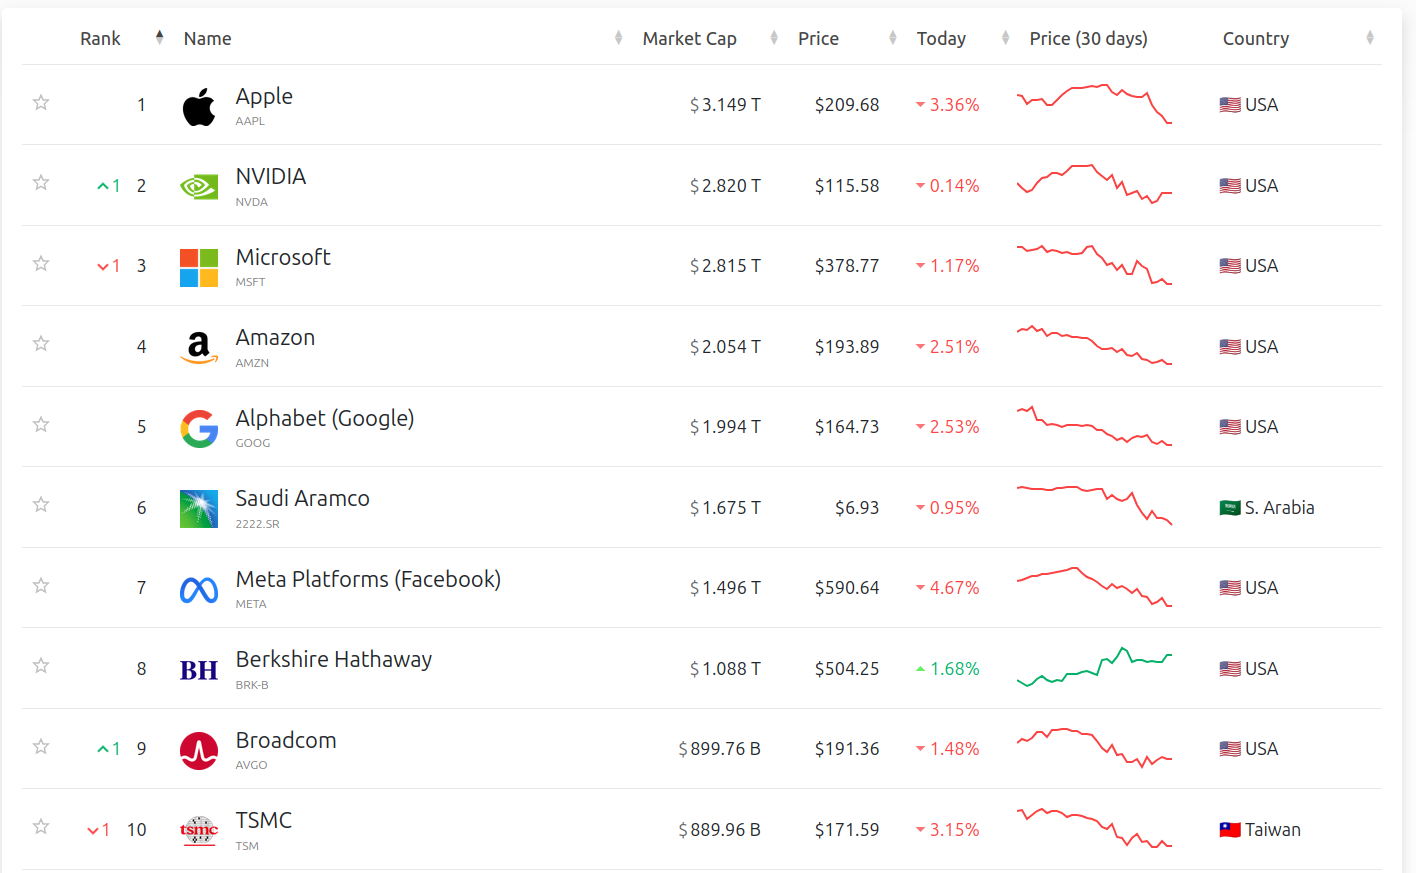 Rank Name Market Cap Price Today Price (30 days) Country
1 Apple $3.149 T $209.68 3.36% USA
AAPL
1 2 NVIDIA $2.820 T $115.58 0.14% USA
NVDA
1 3 Microsoft $2.815 T $378.77 1.17% USA
MSFT
4 a Amazon $2.054 T $193.89 2.51% USA
AMZN
5 G Alphabet (Google) $1.994 T $164.73 2.53% USA
GOOG
6 Saudi Aramco $1.675 T $6.93 0.95% S. Arabia
2222.SR
7 Meta Platforms (Facebook) $1.496 T $590.64 4.67% USA
META
8 BH Berkshire Hathaway $1.088 T $504.25 1.68% USA
BRK-B
1 9 Broadcom $899.76 B $191.36 1.48% USA
AVGO
1 10 tsmc TSMC $889.96 B $171.59 3.15% Taiwan
TSM